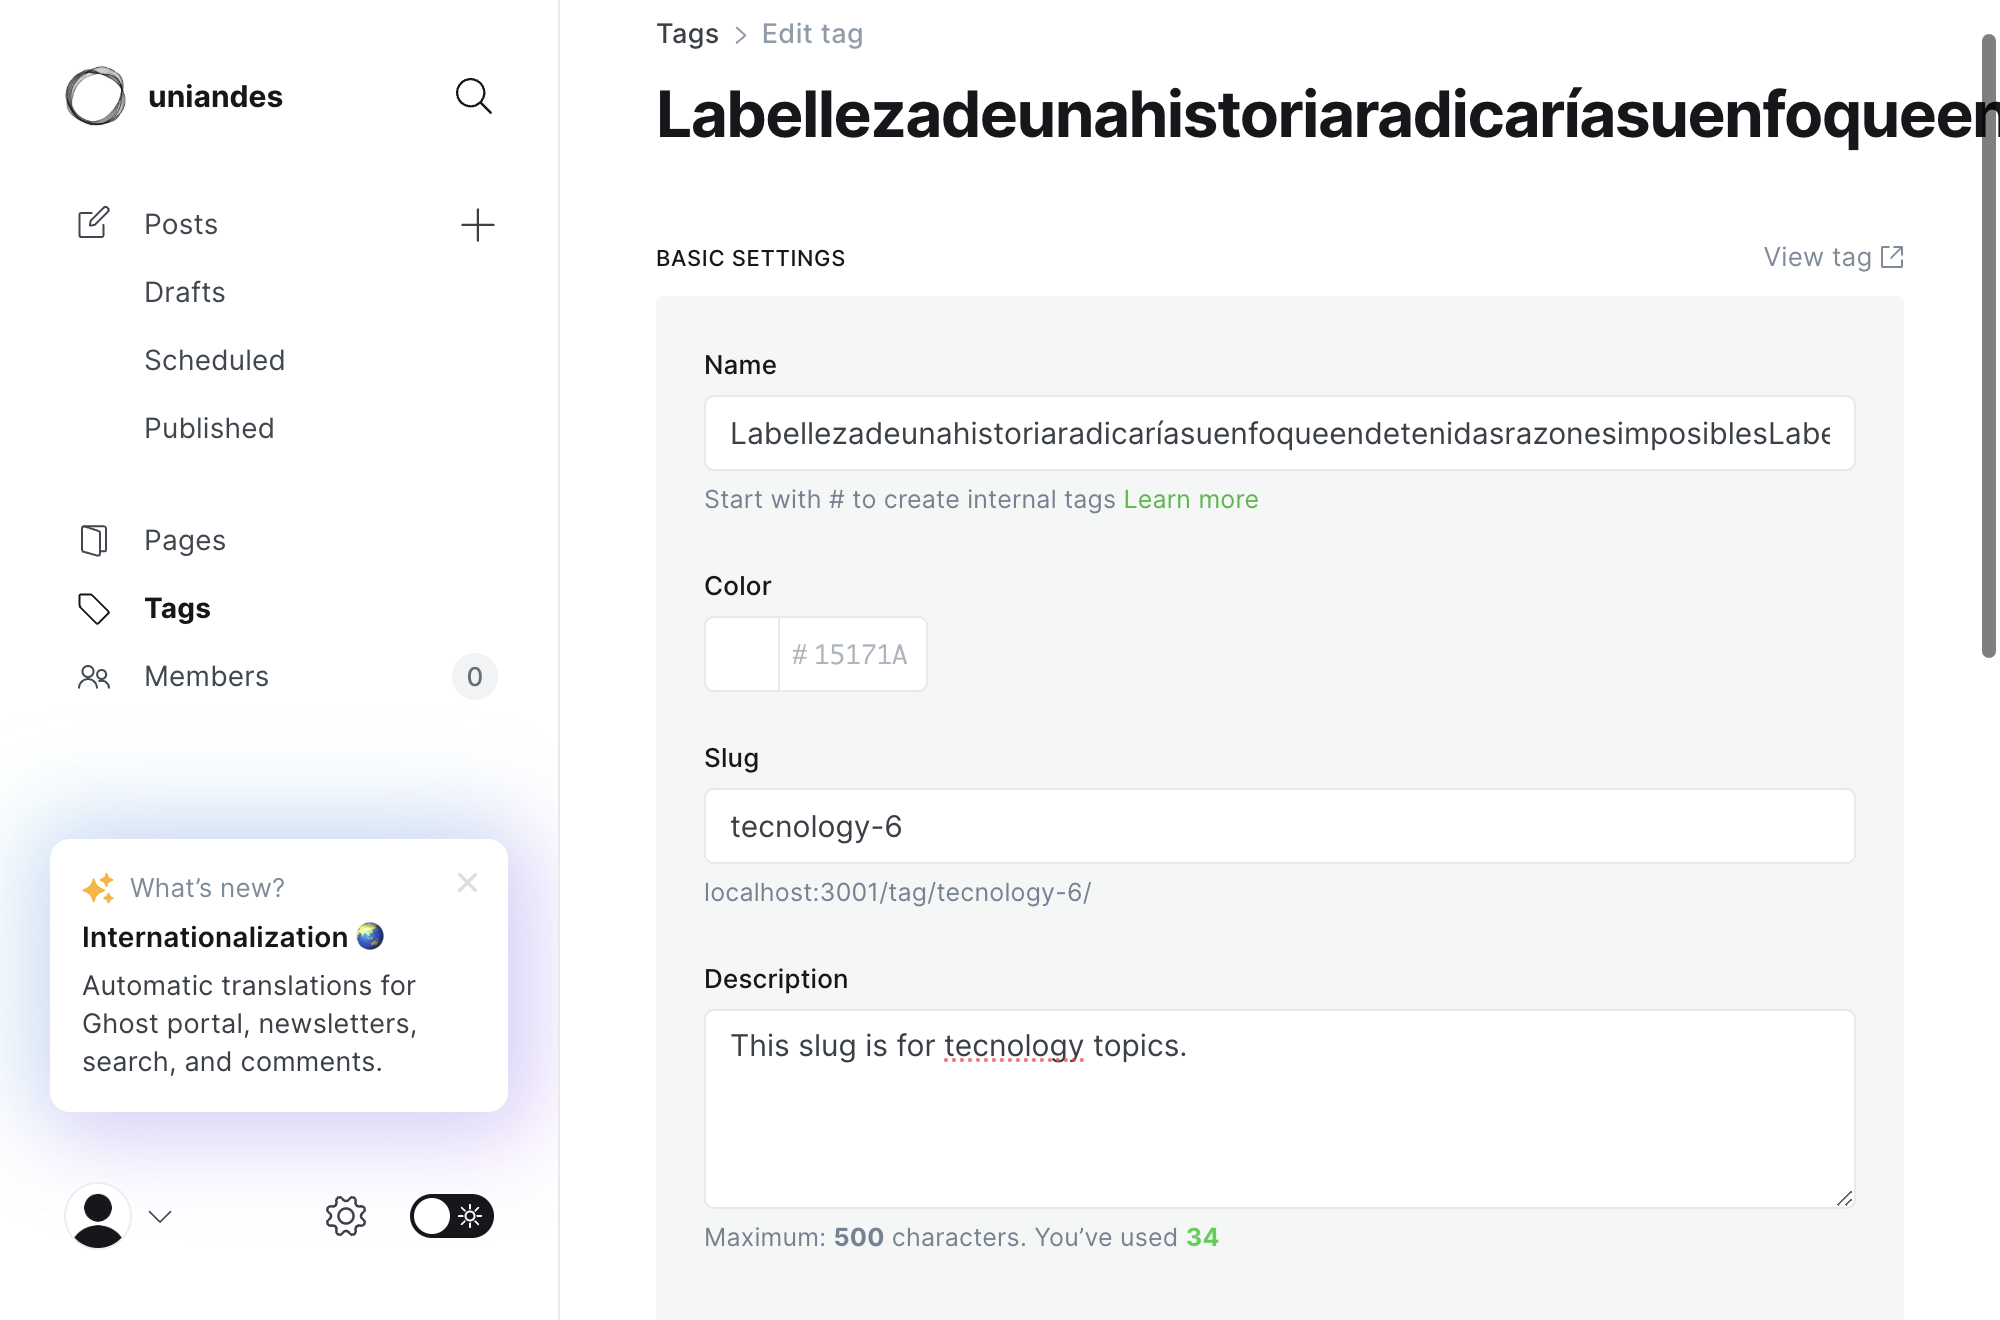 uniandes
Posts
Drafts
Scheduled
Published
Pages
Tags
Members
0
What's new?
Internationalization
Automatic translations for
Ghost portal, newsletters,
search, and comments.
Tags > Edit tag
Labellezadeunahistoriaradicaríasuenfoqueen
BASIC SETTINGS
View tag
Name
LabellezadeunahistoriaradicaríasuenfoqueendetenidasrazonesimposiblesLabe
Start with # to create internal tags Learn more
Color
# 15171A
Slug
tecnology-6
localhost:3001/tag/tecnology-6/
Description
This slug is for tecnology topics.
Maximum: 500 characters. You've used 34